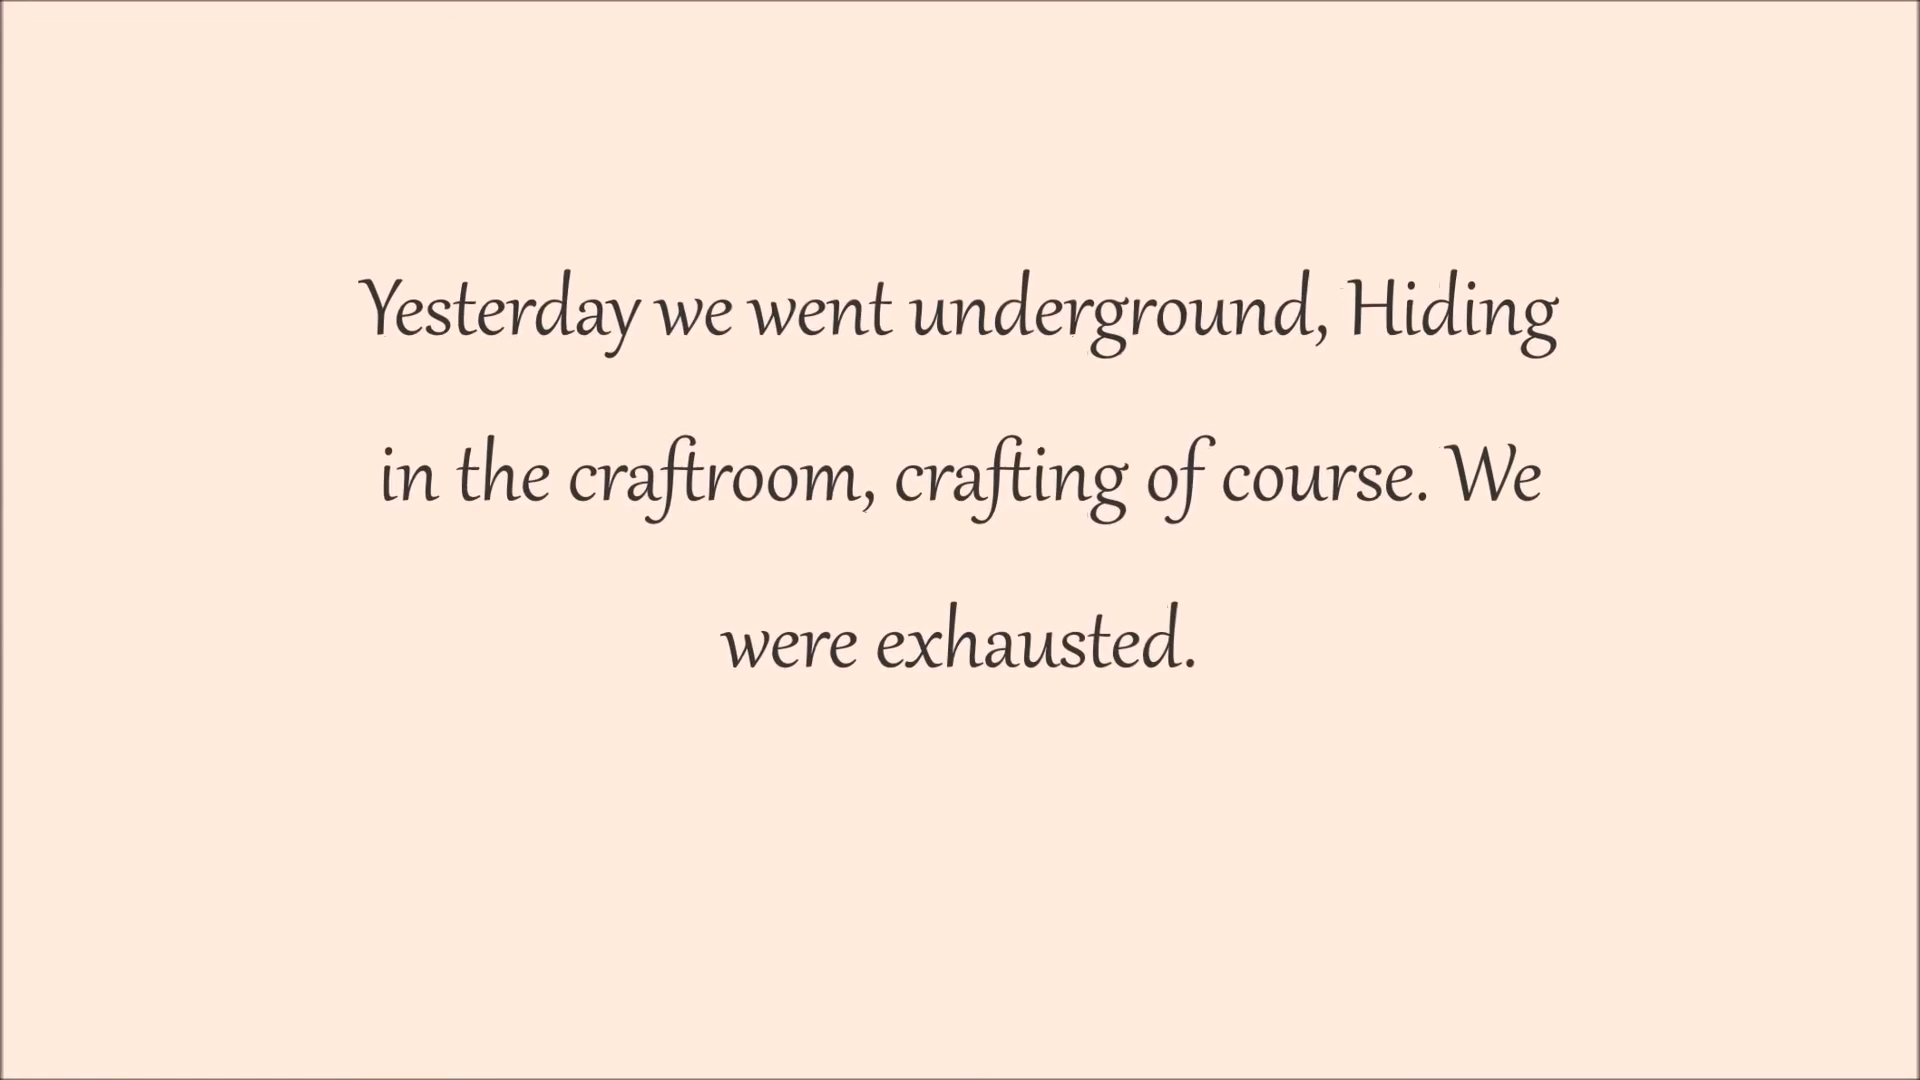 Yesterday we went underground, Hiding
in the craftroom, crafting of course. We
were exhausted.